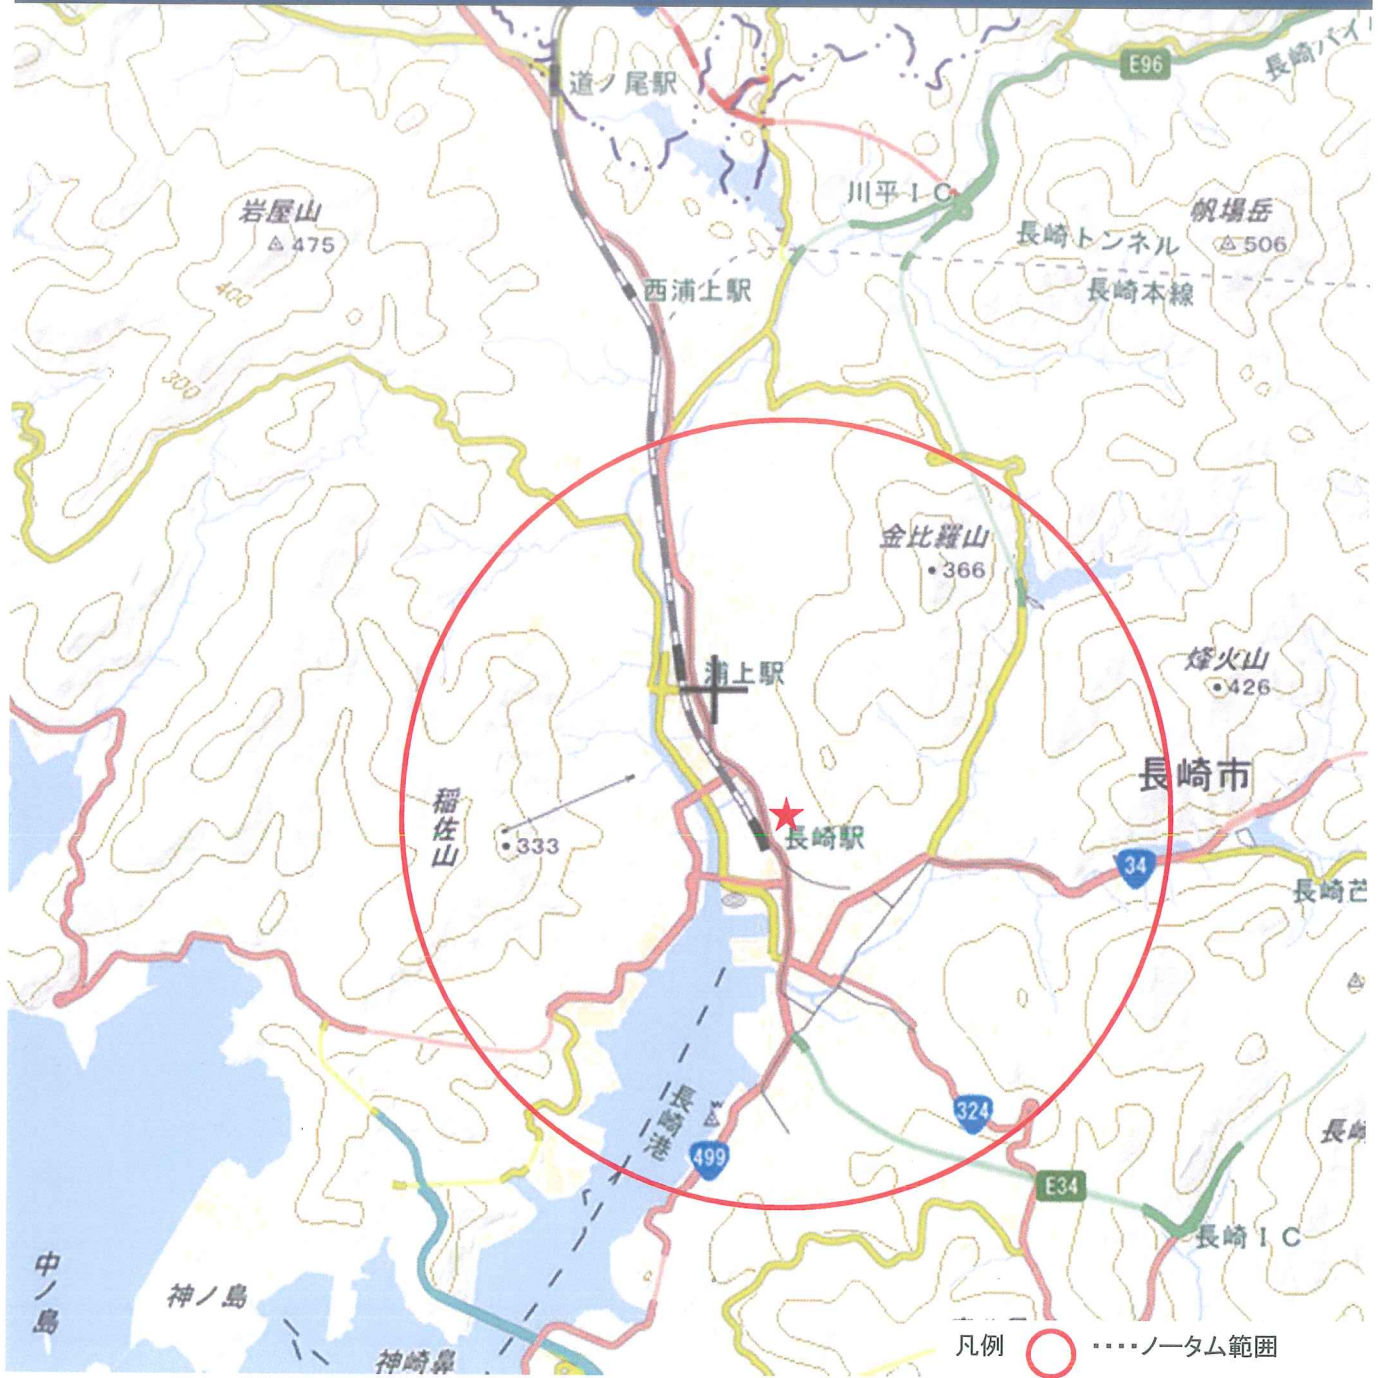 道ノ尾駅
E96
長崎バイ
川平IC
岩屋山
475
帆場岳
506
長崎トンネル
西浦上駅
長崎本線
400
300
金比羅山
366
浦上駅
烽火山
426
長崎市
稲佐山
333
長崎駅
34
長崎芒
長崎港
324
499
E34
長崎
長崎IC
中ノ島
神ノ島
神崎鼻
凡例 ····ノータム範囲